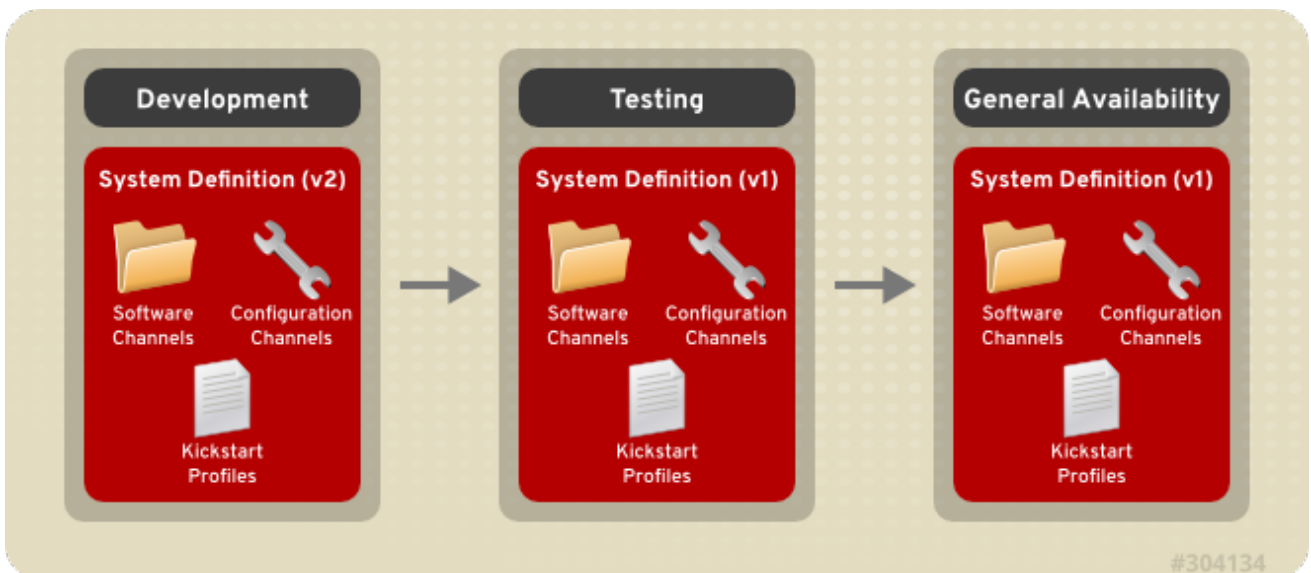 Development
System Definition (v2)
Software
Channels
Configuration
Channels
Kickstart
Profiles
Testing
System Definition (v1)
Software
Channels
Configuration
Channels
Kickstart
Profiles
General Availability
System Definition (v1)
Software
Channels
Configuration
Channels
Kickstart
Profiles
#304134